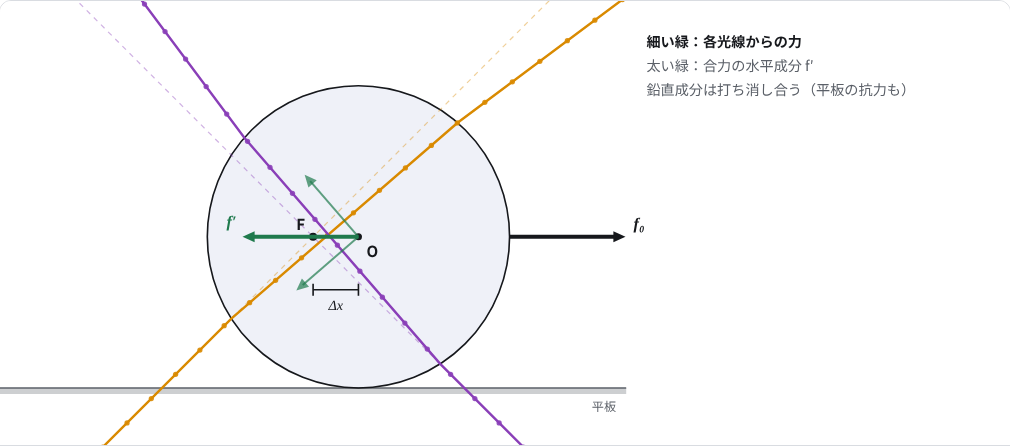 細い緑：各光線からの力
太い緑：合力の水平成分 f'
鉛直成分は打ち消し合う（平板の抗力も）
f'
F
f₀
O
Δx
平板